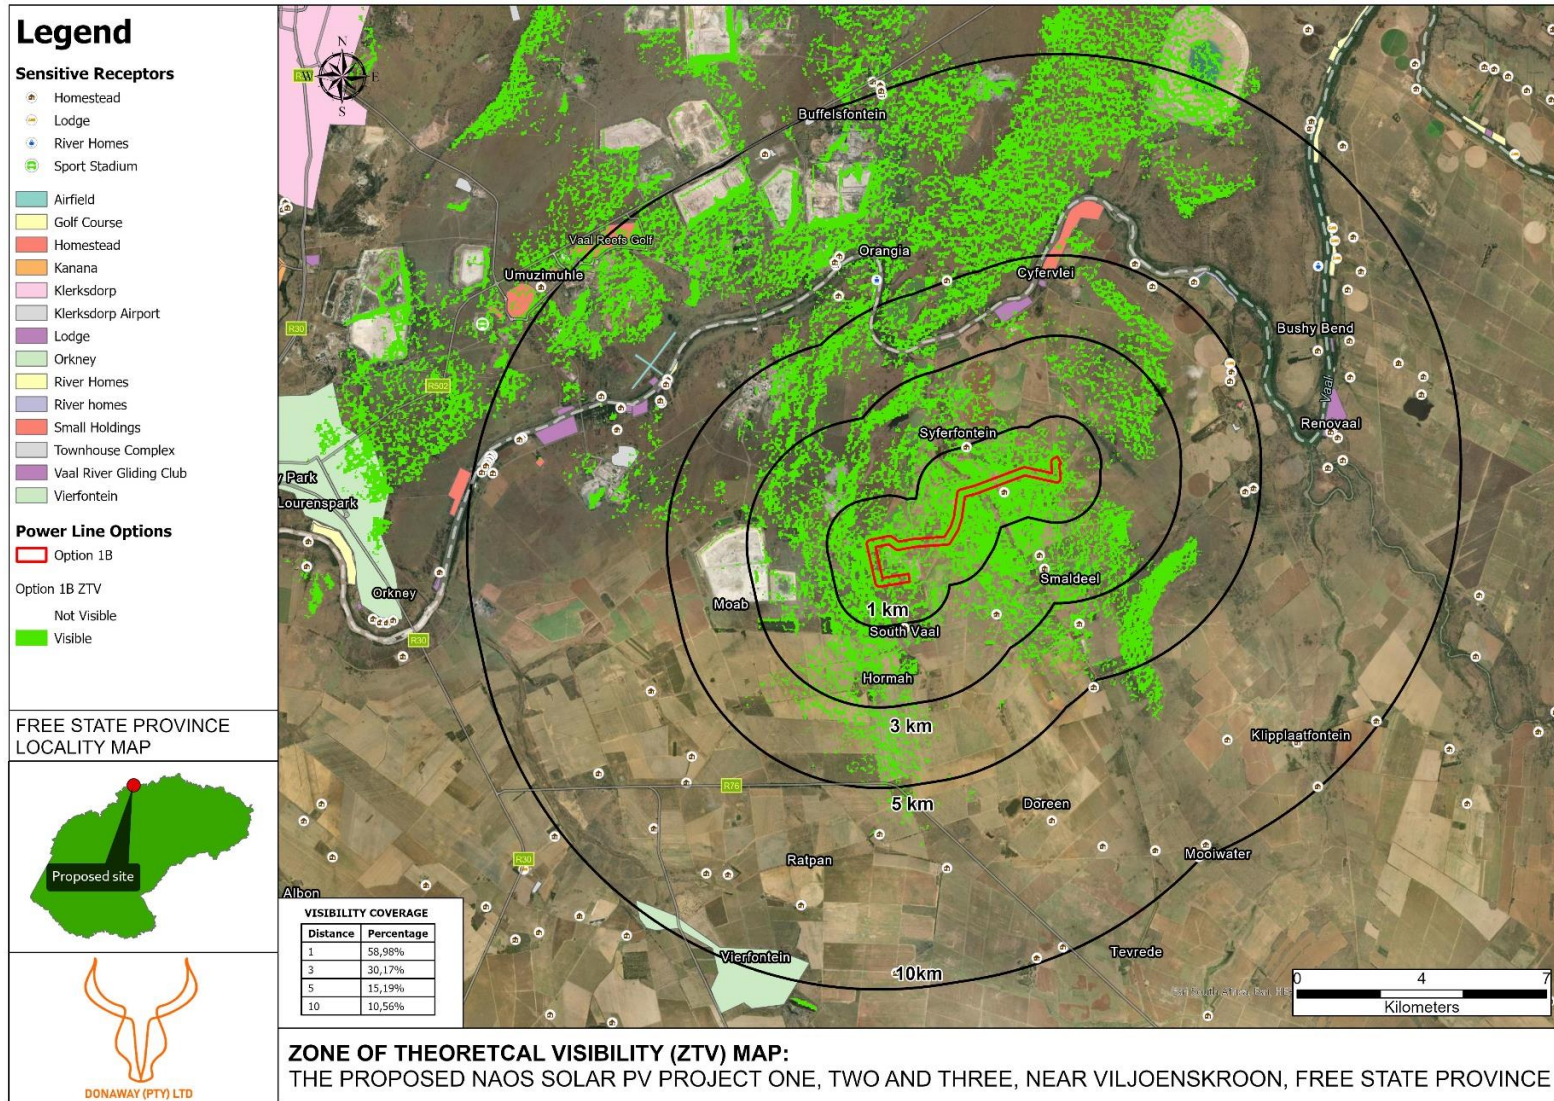 Legend
Sensitive Receptors
Homestead
Lodge
River Homes
Sport Stadium
Airfield
Golf Course
Homestead
Kanana
Klerksdorp
Klerksdorp Airport
Lodge
Orkney
River Homes
River homes
Small Holdings
Townhouse Complex
Vaal River Gliding Club
Vierfontein
Power Line Options
Option 1B
Option 1B ZTV
Not Visible
Visible
FREE STATE PROVINCE
LOCALITY MAP
Proposed site
DONAWAY (PTY) LTD
N
W
E
S
Buffelsfontein
Vaal Reefs Golf
Umuzimuhle
Orangia
Cyfervlei
R30
R502
Bushy Bend
Vaal
Renovaal
Syferfontein
Park
Lourenspark
Smaldeel
Moab
Orkney
1 km
South Vaal
R30
Hormah
3 km
Klipplaatfontein
R76
5 km
Doreen
Mooiwater
R30
Ratpan
Albon
Vierfontein
Tevrede
10km
VISIBILITY COVERAGE
Distance Percentage
1 58,98%
3 30,17%
5 15,19%
10 10,56%
0 4 7
Kilometers
ZONE OF THEORETCAL VISIBILITY (ZTV) MAP:
THE PROPOSED NAOS SOLAR PV PROJECT ONE, TWO AND THREE, NEAR VILJOENSKROON, FREE STATE PROVINCE